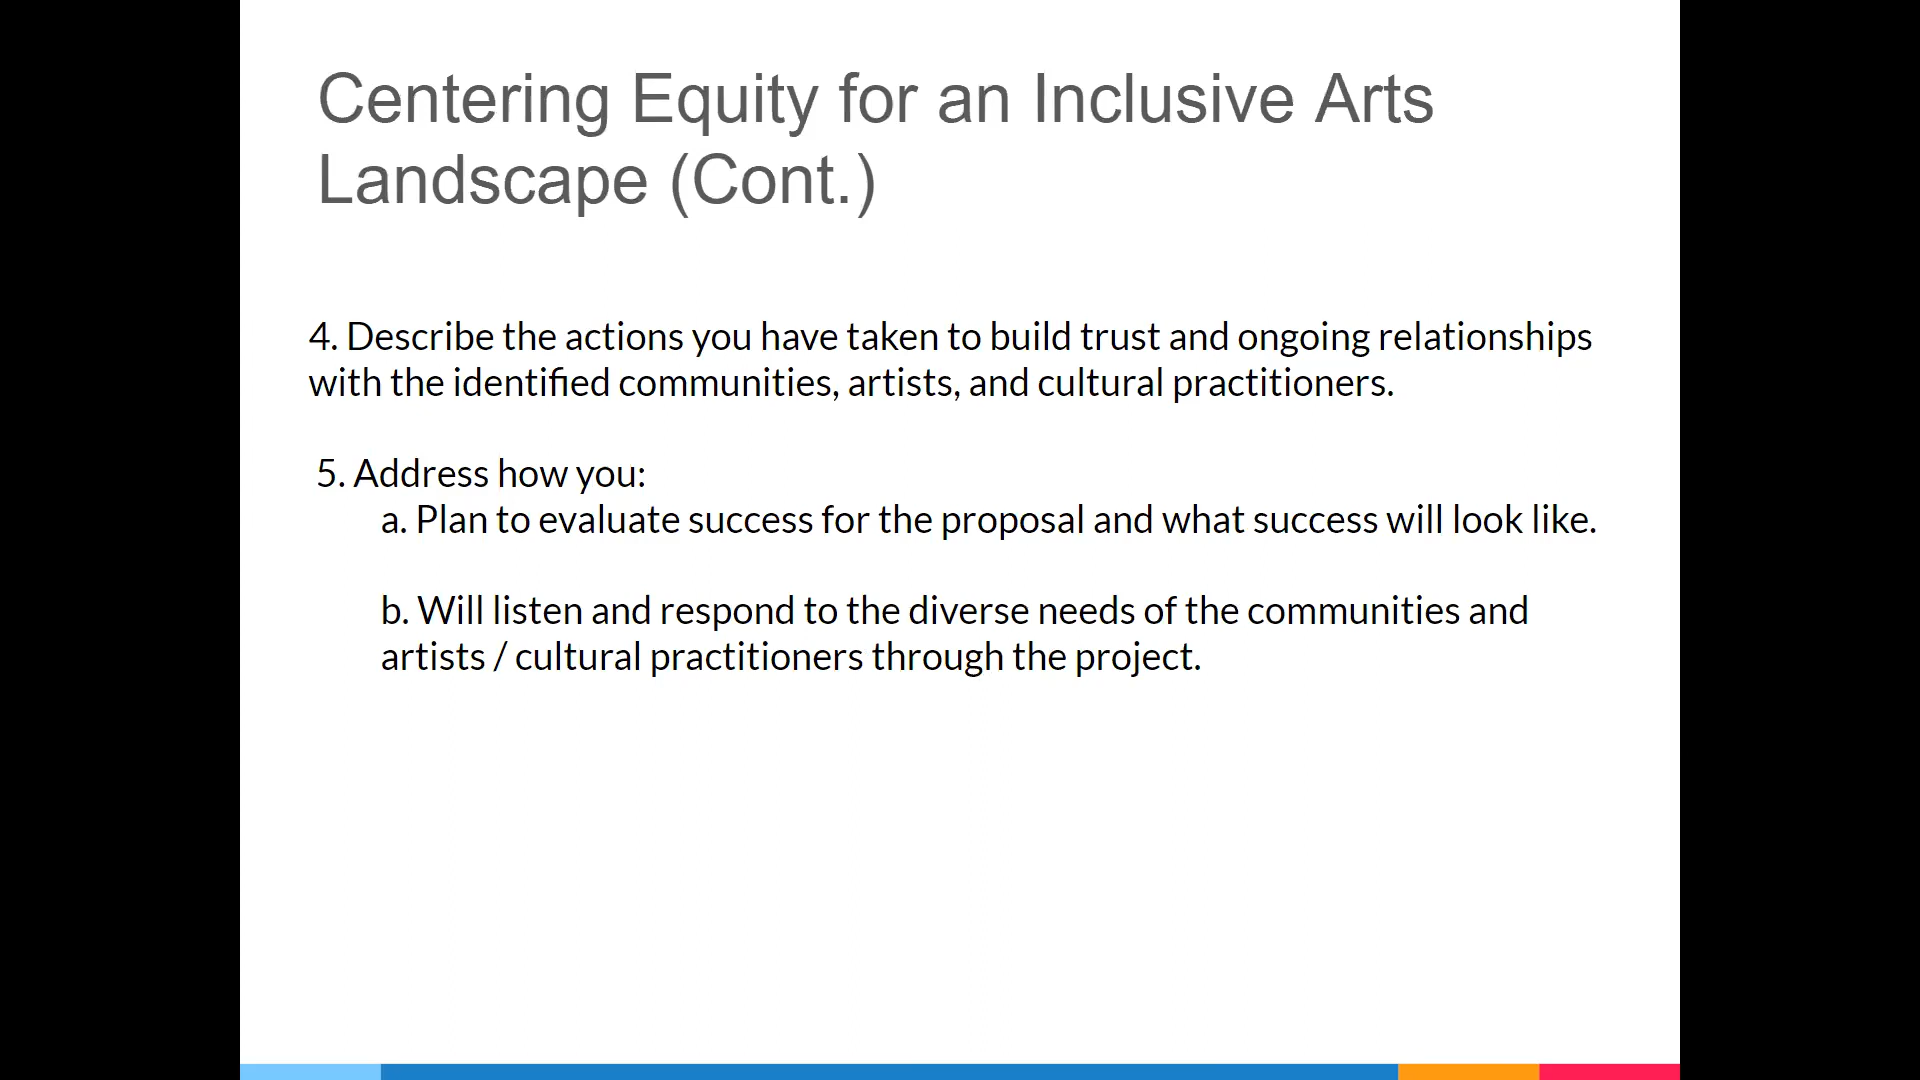 Centering Equity for an Inclusive Arts
Landscape (Cont.)
4. Describe the actions you have taken to build trust and ongoing relationships
with the identified communities, artists, and cultural practitioners.
5. Address how you:
a. Plan to evaluate success for the proposal and what success will look like.
b. Will listen and respond to the diverse needs of the communities and
artists / cultural practitioners through the project.